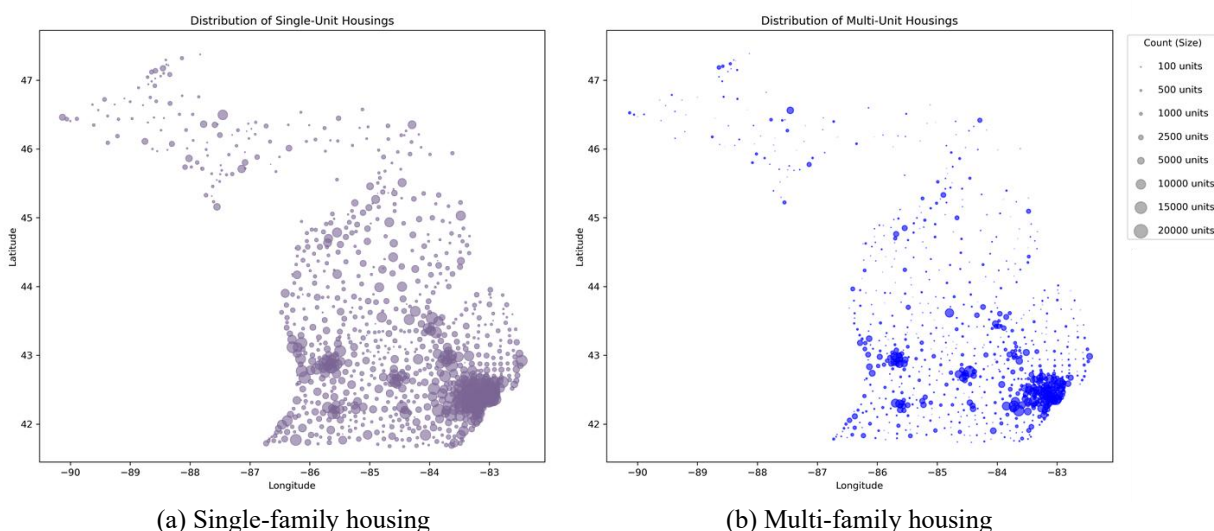 Distribution of Single-Unit Housings
47
46
45
44
43
42
Latitude
−90
−89
−88
−87
−86
−85
−84
−83
Longitude
(a) Single-family housing
Distribution of Multi-Unit Housings
47
46
45
44
43
42
Latitude
−90
−89
−88
−87
−86
−85
−84
−83
Longitude
(b) Multi-family housing
Count (Size)
100 units
500 units
1000 units
2500 units
5000 units
10000 units
15000 units
20000 units